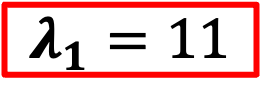 λ₁ = 11